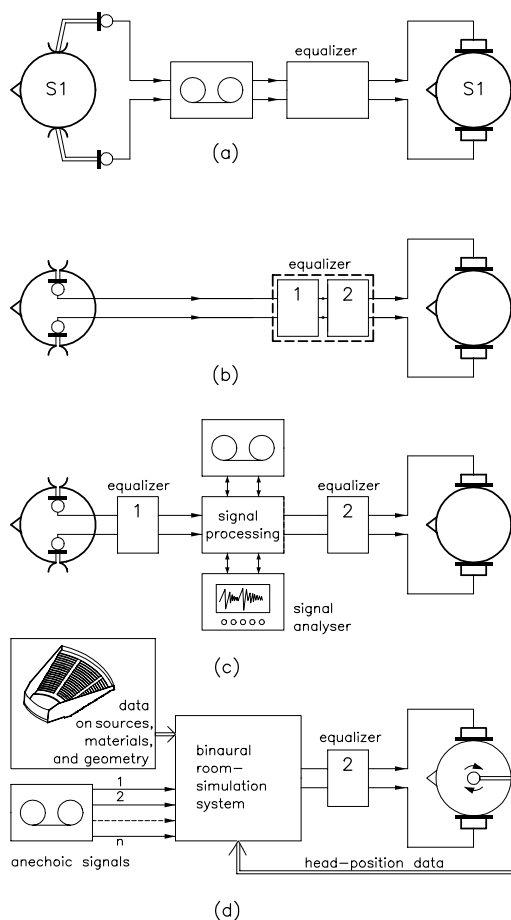 S1
equalizer
S1
(a)
equalizer
1 2
(b)
equalizer
1
signal
processing
equalizer
2
signal
analyser
(c)
data
on sources,
materials,
and geometry
binaural
room–
simulation
system
equalizer
2
1
2
n
anechoic signals
head–position data
(d)